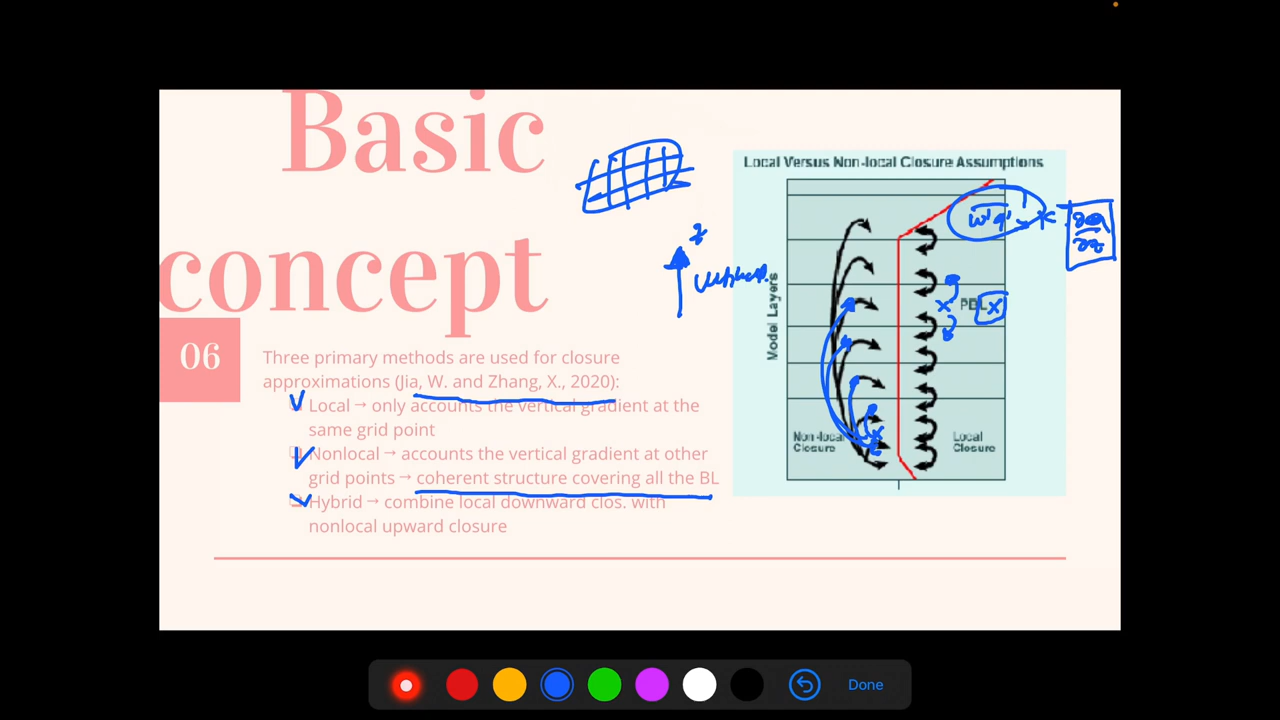 Basic
concept
06
Three primary methods are used for closure
approximations (Jia, W. and Zhang, X., 2020):
Local → only accounts the vertical gradient at the
same grid point
Nonlocal → accounts the vertical gradient at other
grid points → coherent structure covering all the BL
Hybrid → combine local downward clos. with
nonlocal upward closure
z
Local Versus Non-local Closure Assumptions
Model Layers
PBL
x
Non-local
Closure
Local
Closure
Done